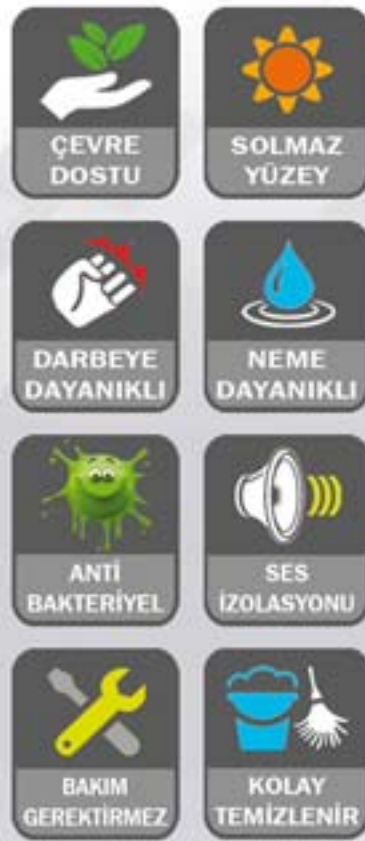 ÇEVRE
DOSTU
SOLMAZ
YÜZEY
DARBEYE
DAYANIKLI
NEME
DAYANIKLI
ANTİ
BAKTERİYEL
SES
İZOLASYONU
BAKIM
GEREKTİRMEZ
KOLAY
TEMİZLENİR